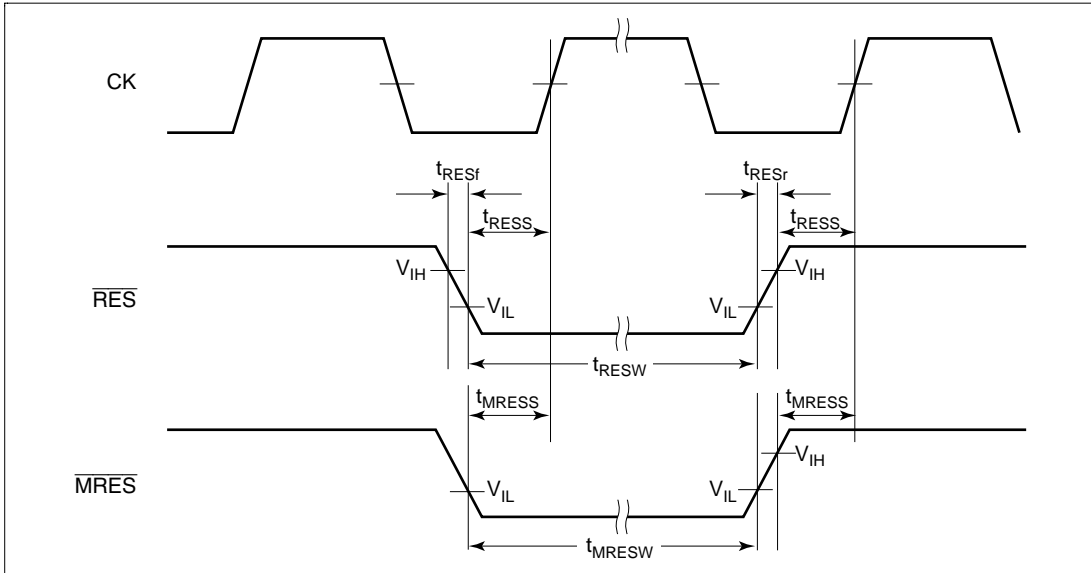 CK
tRESf
tRESr
tRESS
tRESS
VIH
VIH
RES
VIL
VIL
tRESW
tMRESS
tMRESS
VIH
MRES
VIL
VIL
tMRESW